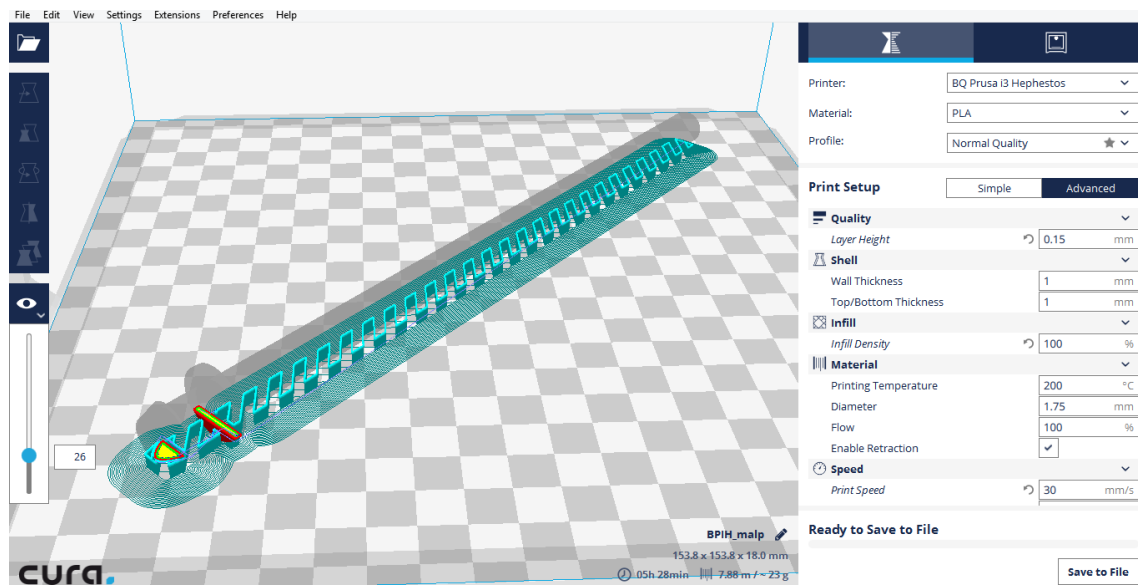 File Edit View Settings Extensions Preferences Help
Printer: BQ Prusa i3 Hephestos
Material: PLA
Profile: Normal Quality
Print Setup Simple Advanced
Quality
Layer Height 0.15 mm
Shell
Wall Thickness 1 mm
Top/Bottom Thickness 1 mm
Infill
Infill Density 100 %
Material
Printing Temperature 200 °C
Diameter 1.75 mm
Flow 100 %
Enable Retraction
Speed
Print Speed 30 mm/s
26
BPIH_malp
153.8 x 153.8 x 18.0 mm
05h 28min 7.88 m / ~ 23 g
cura.
Ready to Save to File
Save to File